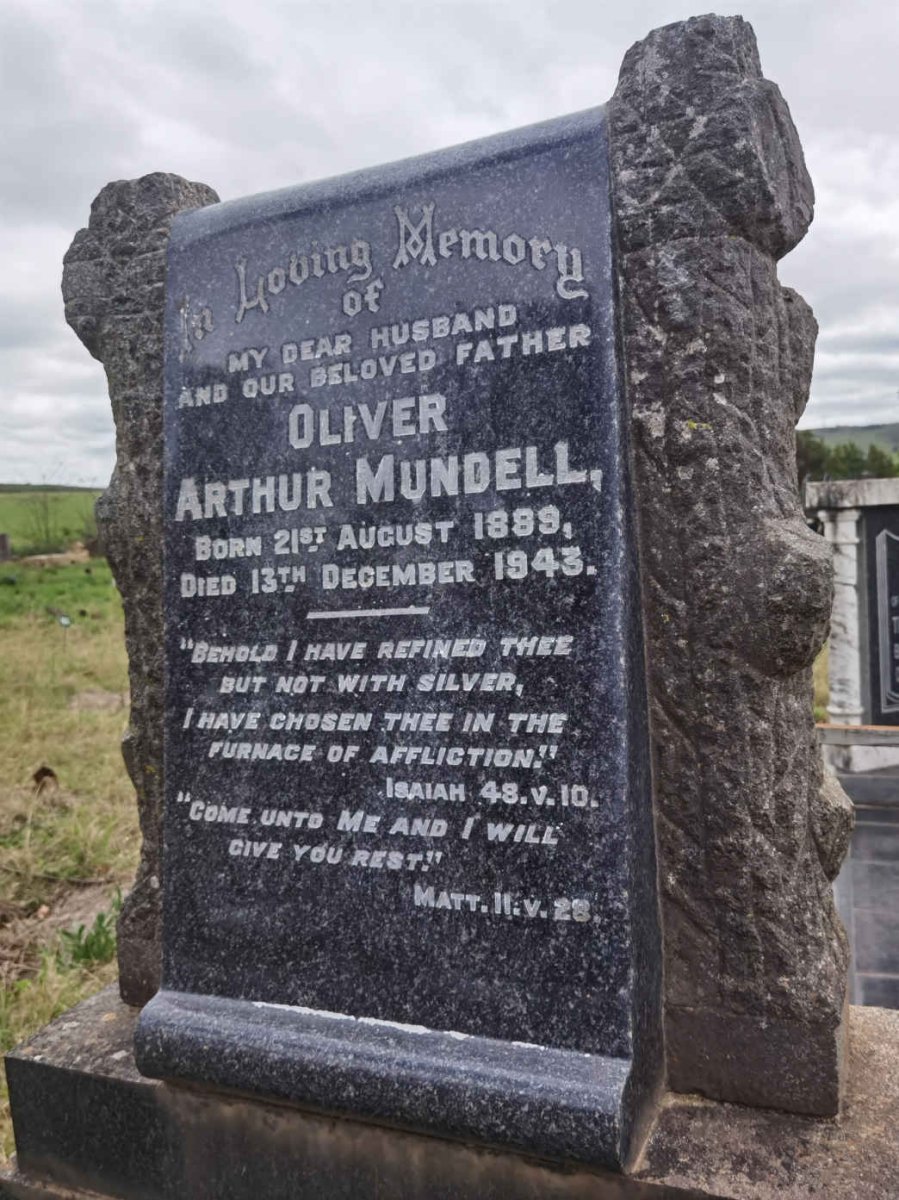 In Loving Memory
of
MY DEAR HUSBAND
AND OUR BELOVED FATHER
OLIVER
ARTHUR MUNDELL,
BORN 21ST AUGUST 1899,
DIED 13TH DECEMBER 1943.
"BEHOLD I HAVE REFINED THEE
BUT NOT WITH SILVER,
I HAVE CHOSEN THEE IN THE
FURNACE OF AFFLICTION."
ISAIAH 48.V.10.
"COME UNTO ME AND I WILL
GIVE YOU REST."
MATT. 11.V.28.